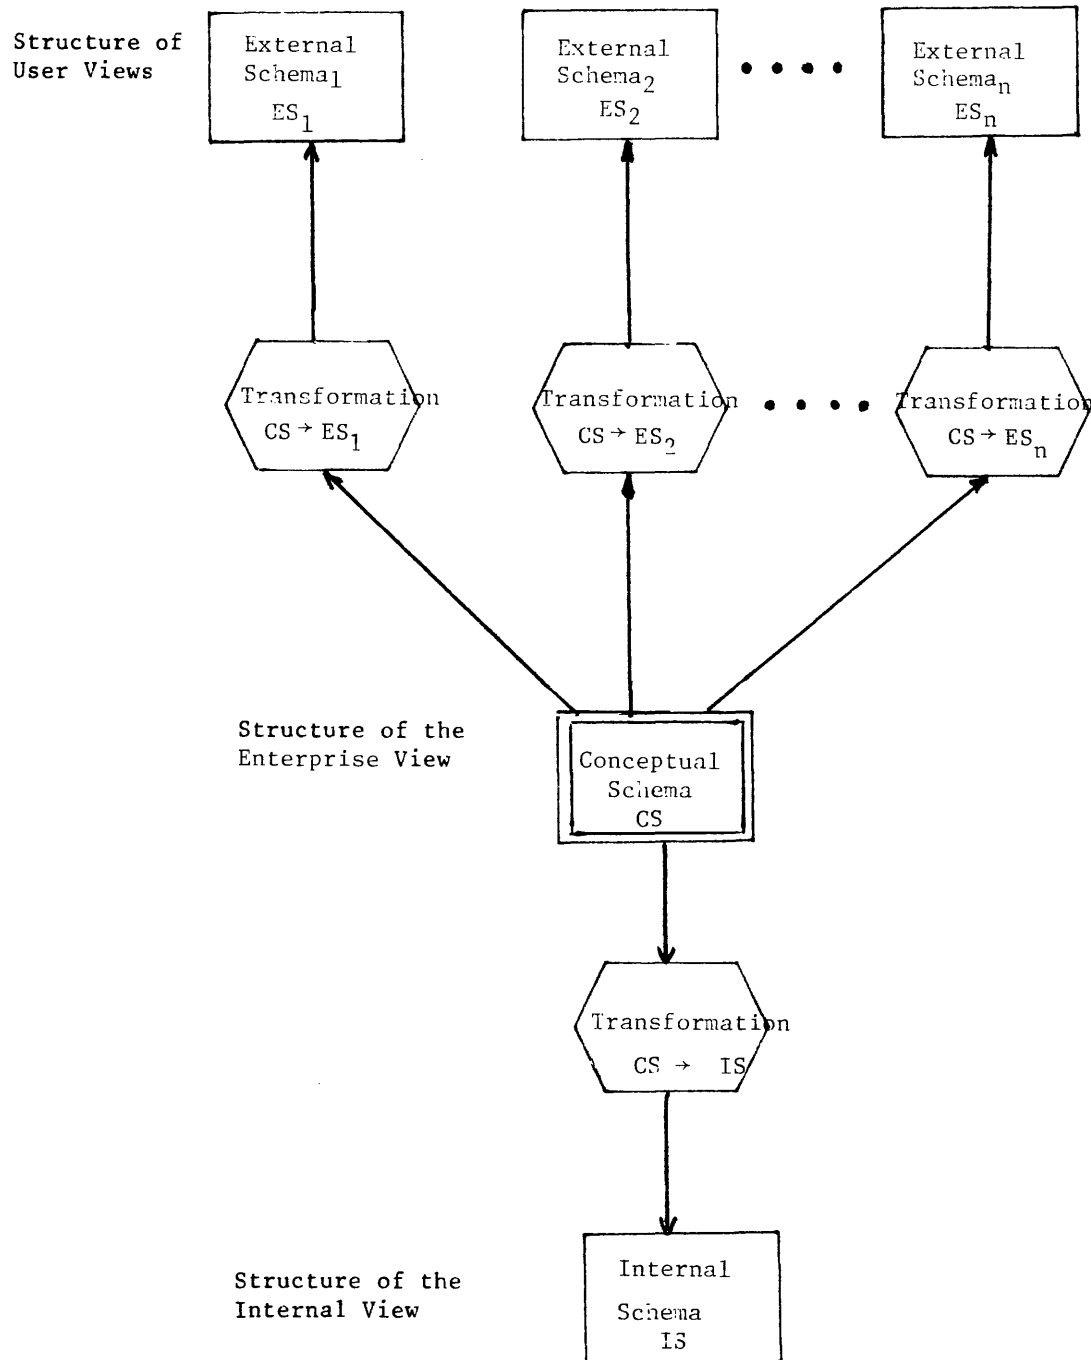 Structure of
User Views
External
Schema₁
ES₁
External
Schema₂
ES₂
External
Schemaₙ
ESₙ
Transformation
CS → ES₁
Transformation
CS → ES₂
Transformation
CS → ESₙ
Structure of the
Enterprise View
Conceptual
Schema
CS
Transformation
CS → IS
Structure of the
Internal View
Internal
Schema
IS